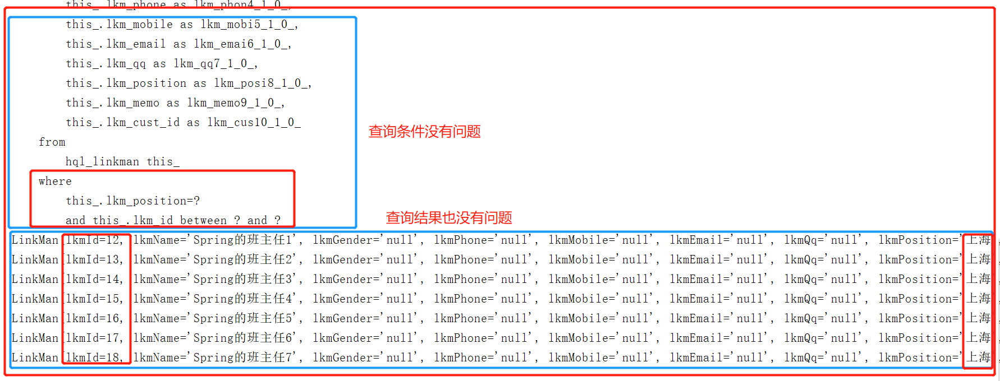 this_.lkm_phone as lkm_phon4_1_0_,
this_.lkm_mobile as lkm_mobi5_1_0_,
this_.lkm_email as lkm_emai6_1_0_,
this_.lkm_qq as lkm_qq7_1_0_,
this_.lkm_position as lkm_posi8_1_0_,
this_.lkm_memo as lkm_memo9_1_0_,
this_.lkm_cust_id as lkm_cus10_1_0_
查询条件没有问题
from
hql_linkman this_
where
this_.lkm_position=?
and this_.lkm_id between ? and ?
查询结果也没有问题
LinkMan[lkmId=12, lkmName='Spring的班主任1', lkmGender='null', lkmPhone='null', lkmMobile='null', lkmEmail='null', lkmQq='null', lkmPosition='上海',
LinkMan[lkmId=13, lkmName='Spring的班主任2', lkmGender='null', lkmPhone='null', lkmMobile='null', lkmEmail='null', lkmQq='null', lkmPosition='上海',
LinkMan[lkmId=14, lkmName='Spring的班主任3', lkmGender='null', lkmPhone='null', lkmMobile='null', lkmEmail='null', lkmQq='null', lkmPosition='上海',
LinkMan[lkmId=15, lkmName='Spring的班主任4', lkmGender='null', lkmPhone='null', lkmMobile='null', lkmEmail='null', lkmQq='null', lkmPosition='上海',
LinkMan[lkmId=16, lkmName='Spring的班主任5', lkmGender='null', lkmPhone='null', lkmMobile='null', lkmEmail='null', lkmQq='null', lkmPosition='上海',
LinkMan[lkmId=17, lkmName='Spring的班主任6', lkmGender='null', lkmPhone='null', lkmMobile='null', lkmEmail='null', lkmQq='null', lkmPosition='上海',
LinkMan[lkmId=18, lkmName='Spring的班主任7', lkmGender='null', lkmPhone='null', lkmMobile='null', lkmEmail='null', lkmQq='null', lkmPosition='上海',